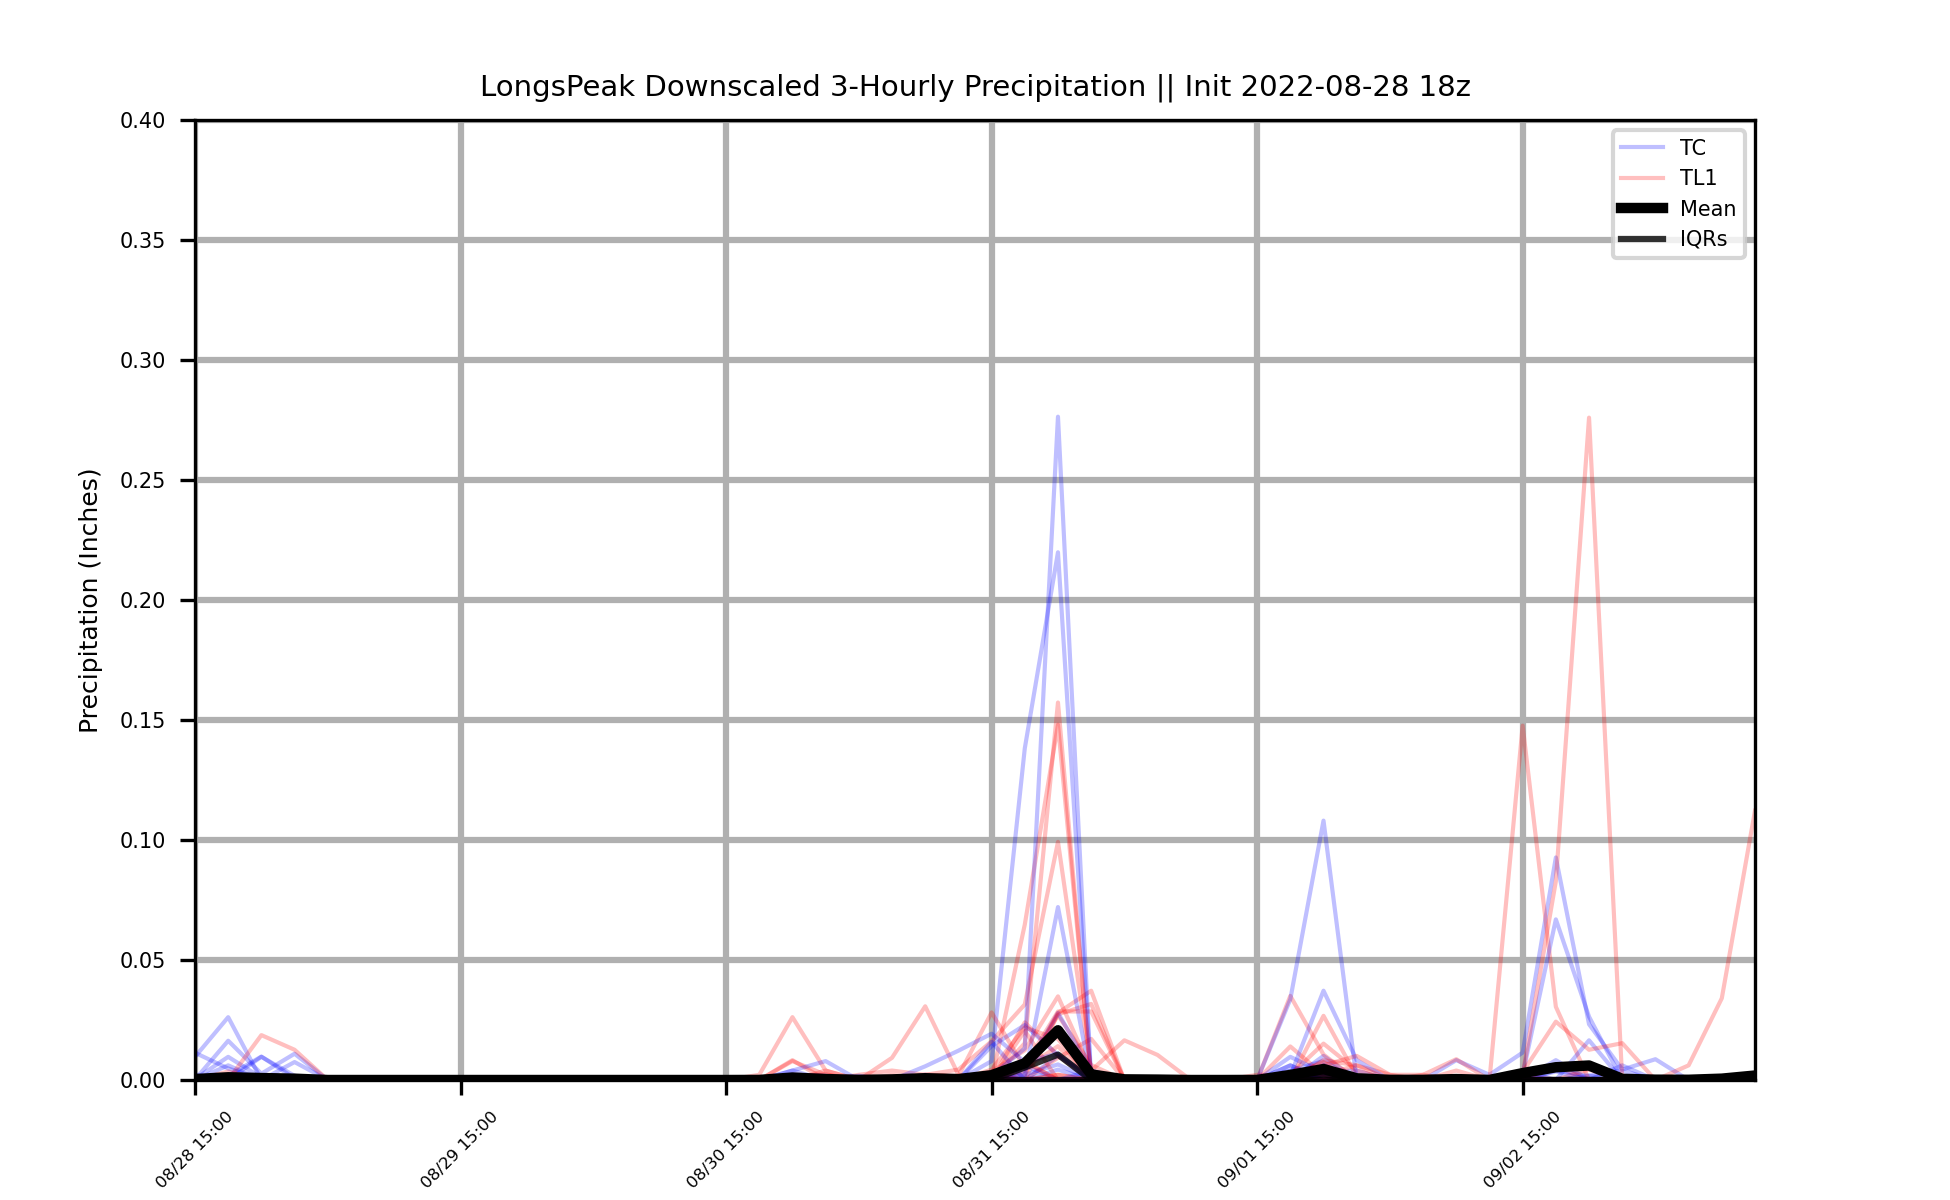 LongsPeak Downscaled 3-Hourly Precipitation || Init 2022-08-28 18z
TC
TL1
Mean
IQRs
Precipitation (Inches)
0.40
0.35
0.30
0.25
0.20
0.15
0.10
0.05
0.00
08/28 15:00
08/29 15:00
08/30 15:00
08/31 15:00
09/01 15:00
09/02 15:00